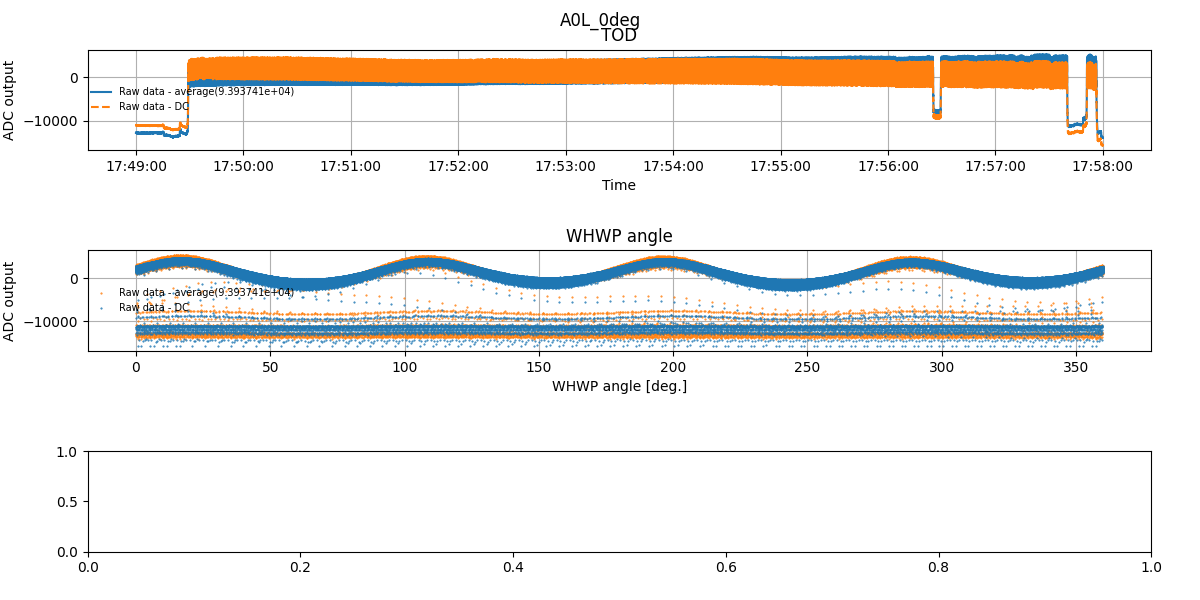 A0L_0deg
TOD
ADC output
0
−10000
Raw data - average(9.393741e+04)
Raw data - DC
17:49:00 17:50:00 17:51:00 17:52:00 17:53:00 17:54:00 17:55:00 17:56:00 17:57:00 17:58:00
Time
WHWP angle
ADC output
0
−10000
Raw data - average(9.393741e+04)
Raw data - DC
0 50 100 150 200 250 300 350
WHWP angle [deg.]
1.0
0.5
0.0
0.0 0.2 0.4 0.6 0.8 1.0